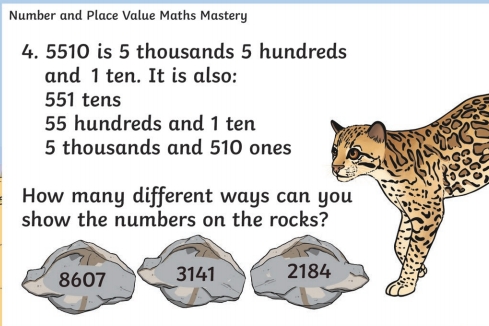 Number and Place Value Maths Mastery
4. 5510 is 5 thousands 5 hundreds
and 1 ten. It is also:
551 tens
55 hundreds and 1 ten
5 thousands and 510 ones
How many different ways can you
show the numbers on the rocks?
8607 3141 2184